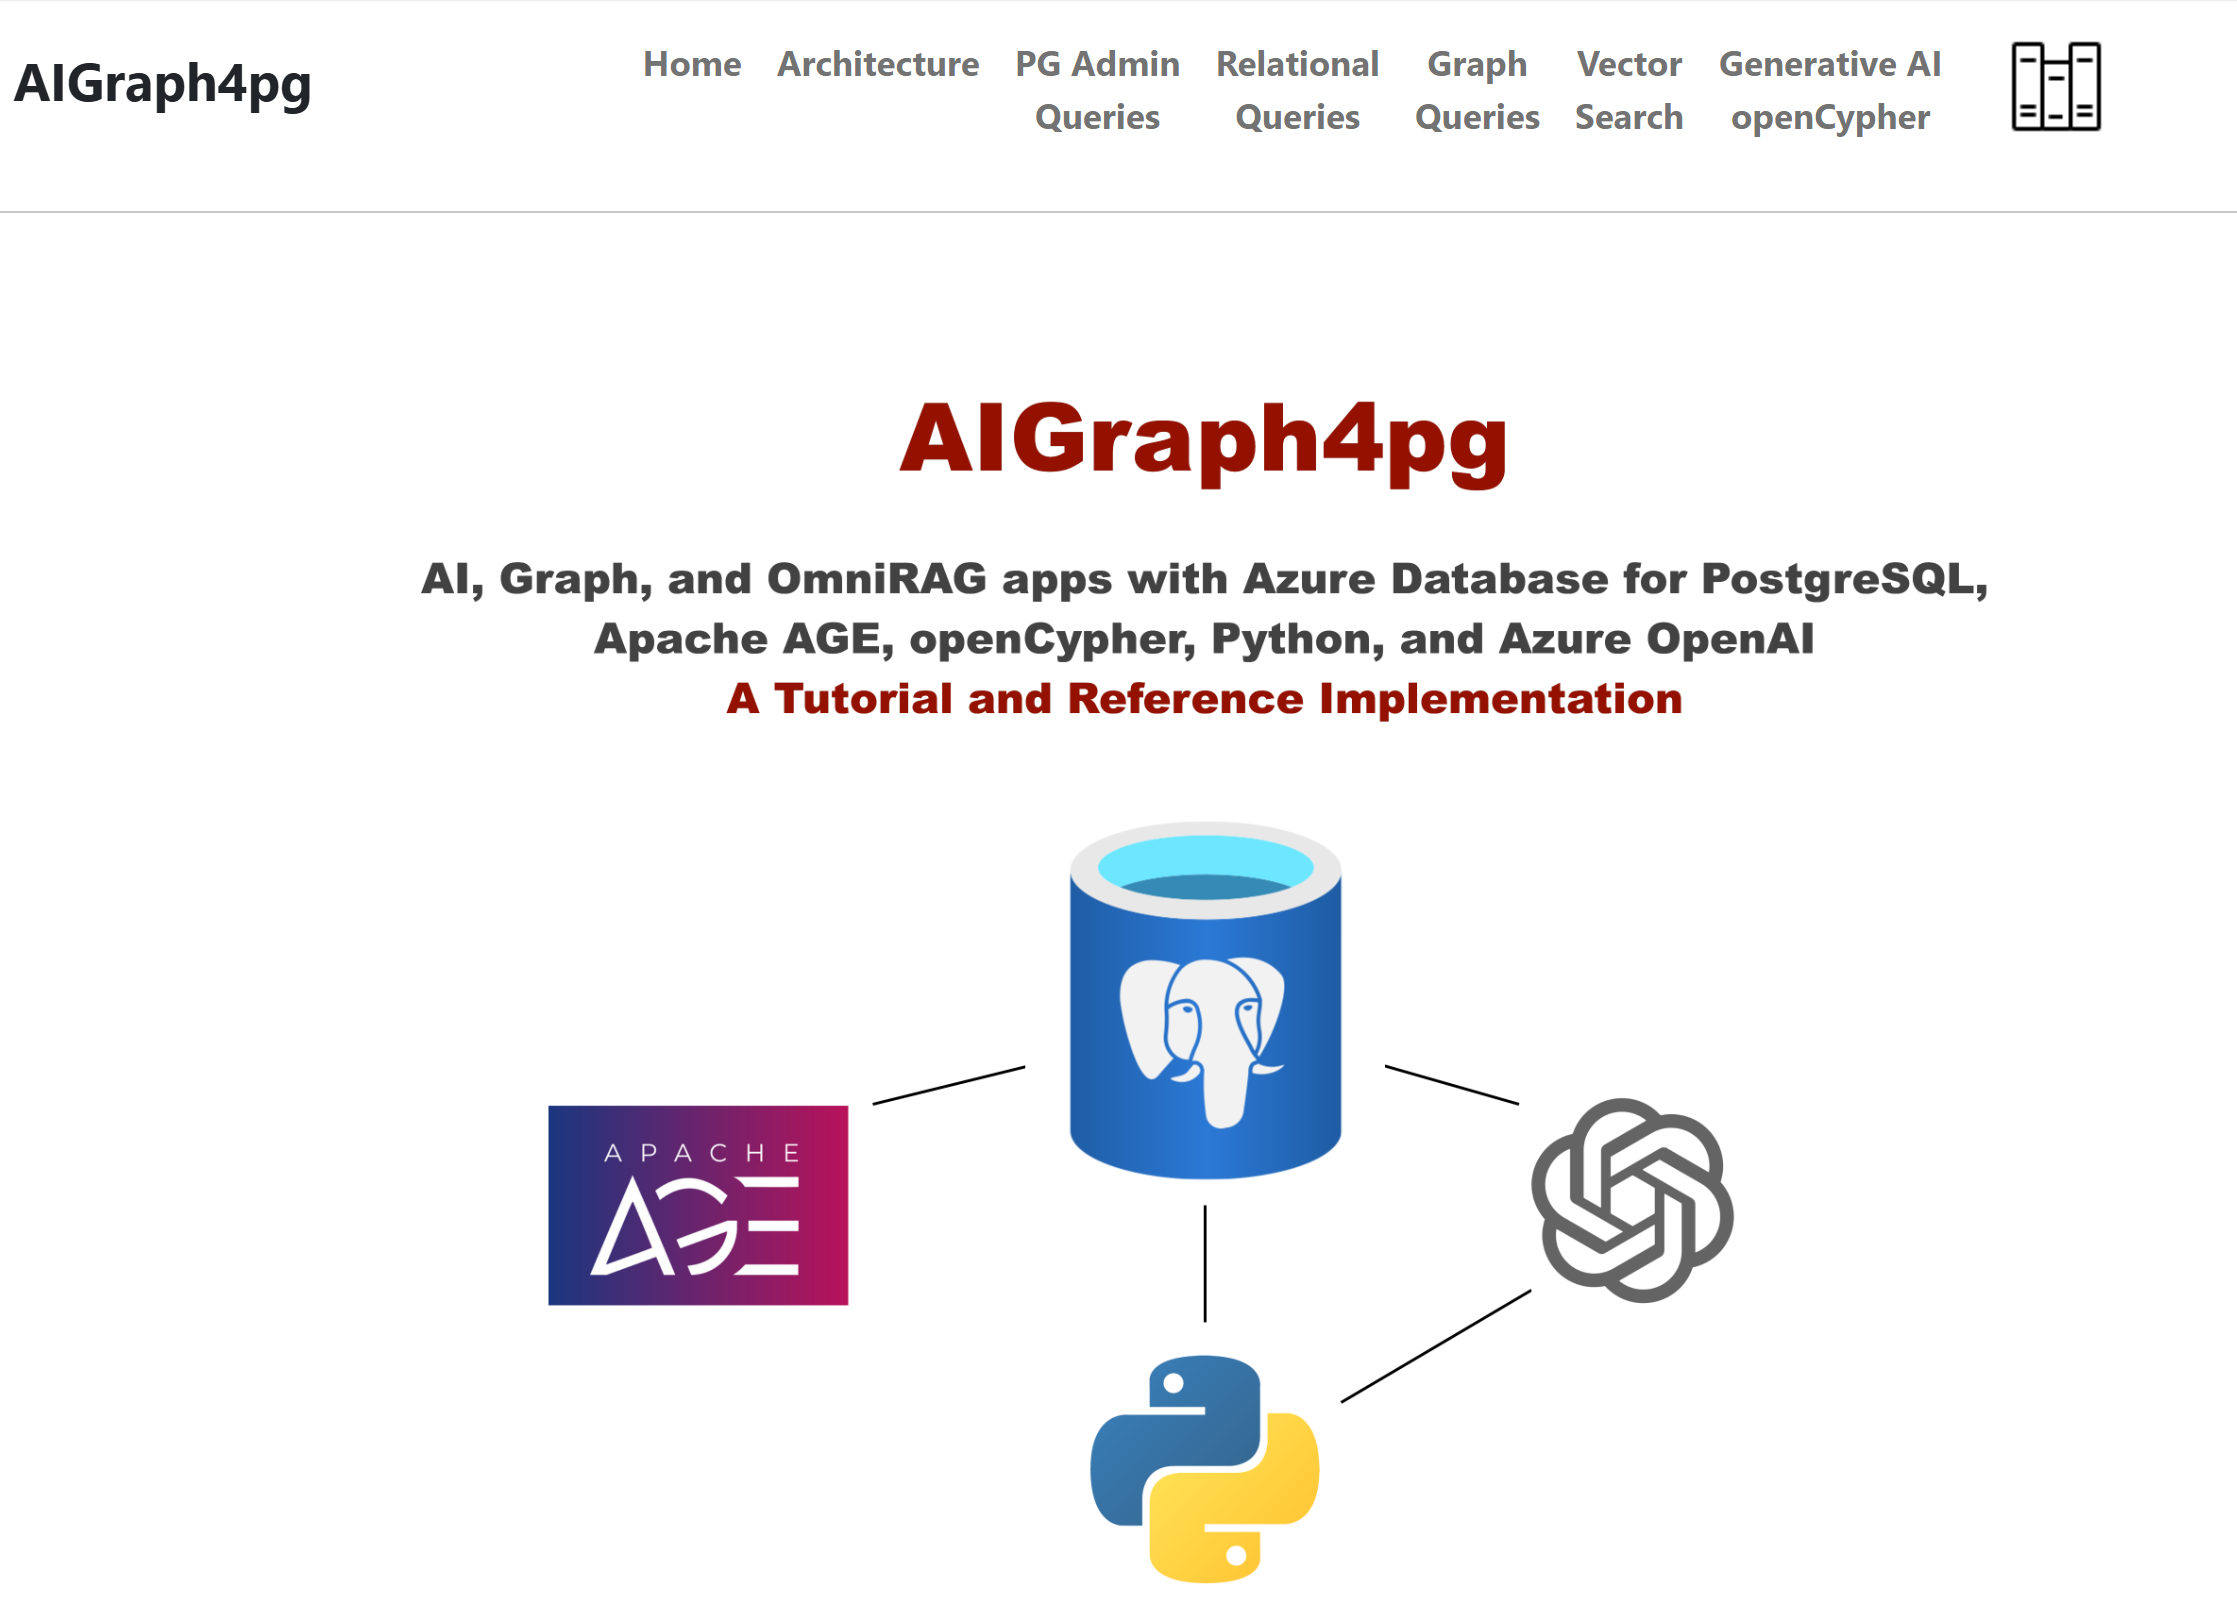 AIGraph4pg
Home Architecture PG Admin Relational Graph Vector Generative AI
Queries Queries Queries Search openCypher
AIGraph4pg
AI, Graph, and OmniRAG apps with Azure Database for PostgreSQL,
Apache AGE, openCypher, Python, and Azure OpenAI
A Tutorial and Reference Implementation
APACHE
AGE